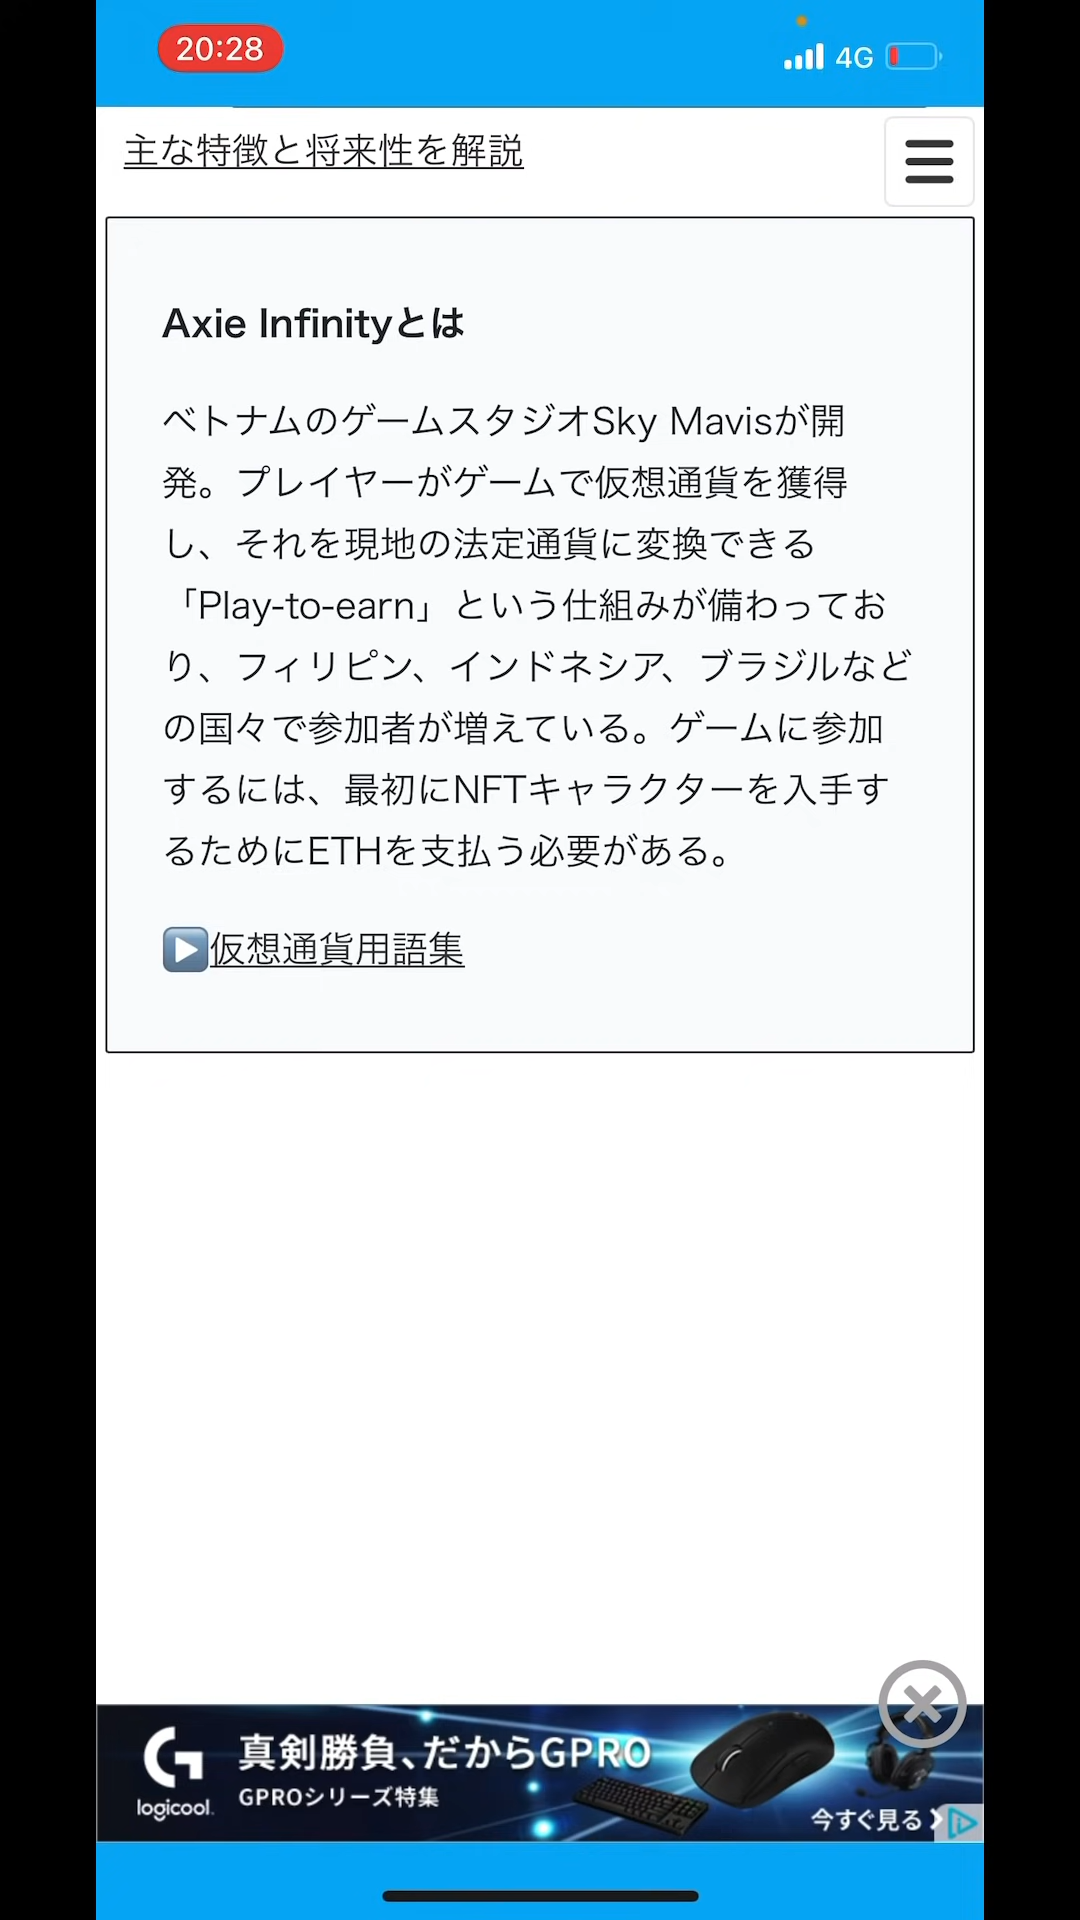 20:28
4G
主な特徴と将来性を解説
Axie Infinityとは
ベトナムのゲームスタジオSky Mavisが開
発。プレイヤーがゲームで仮想通貨を獲得
し、それを現地の法定通貨に変換できる
「Play-to-earn」という仕組みが備わってお
り、フィリピン、インドネシア、ブラジルなど
の国々で参加者が増えている。ゲームに参加
するには、最初にNFTキャラクターを入手す
るためにETHを支払う必要がある。
仮想通貨用語集
真剣勝負、だからGPRO
GPROシリーズ特集
logicool.
今すぐ見る